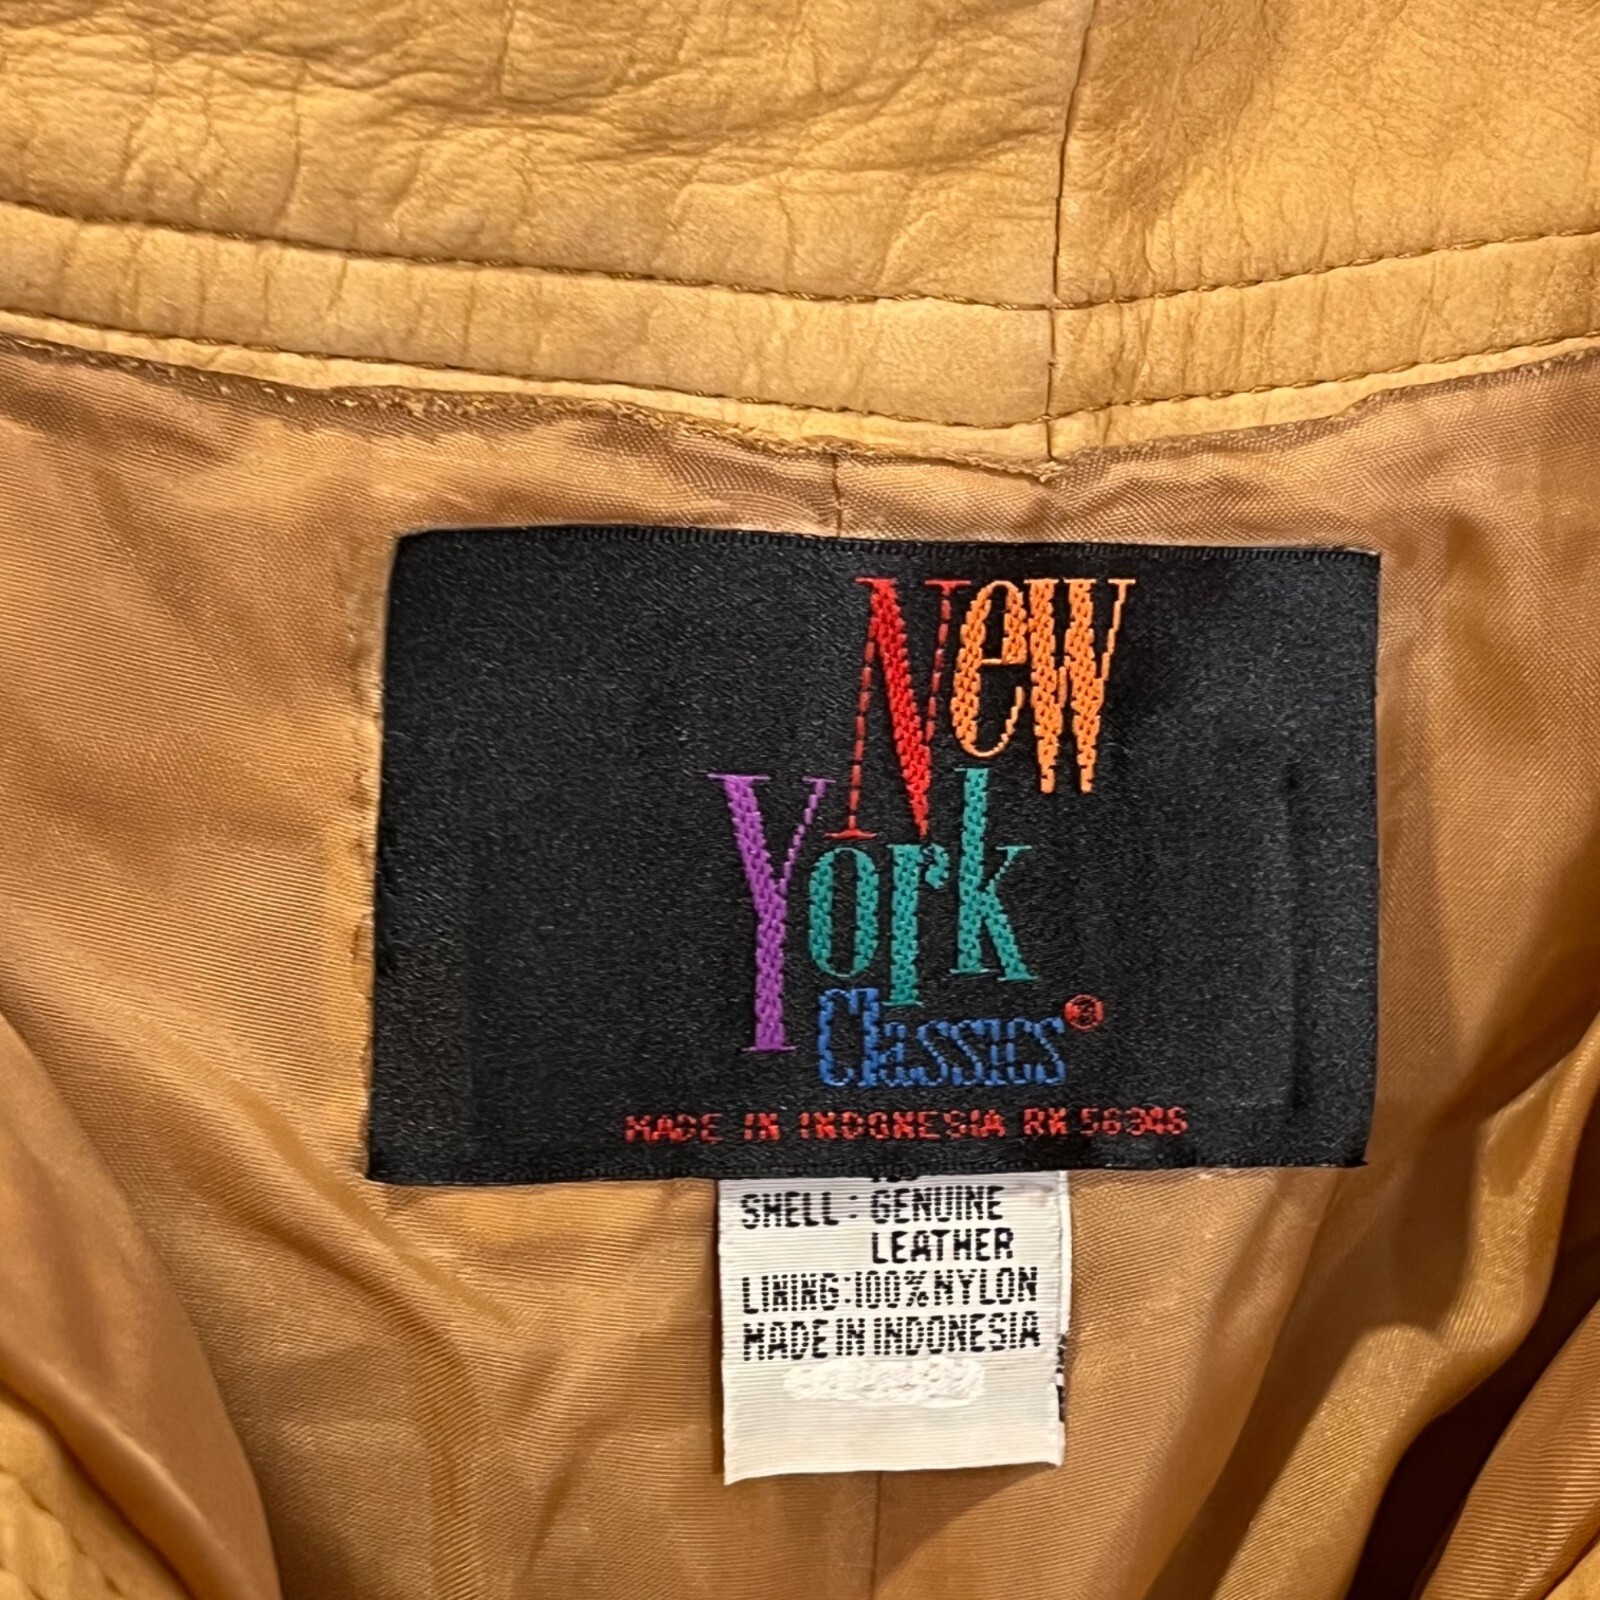 New
York
Classics®
MADE IN INDONESIA RN 56346
SHELL: GENUINE
LEATHER
LINING: 100% NYLON
MADE IN INDONESIA